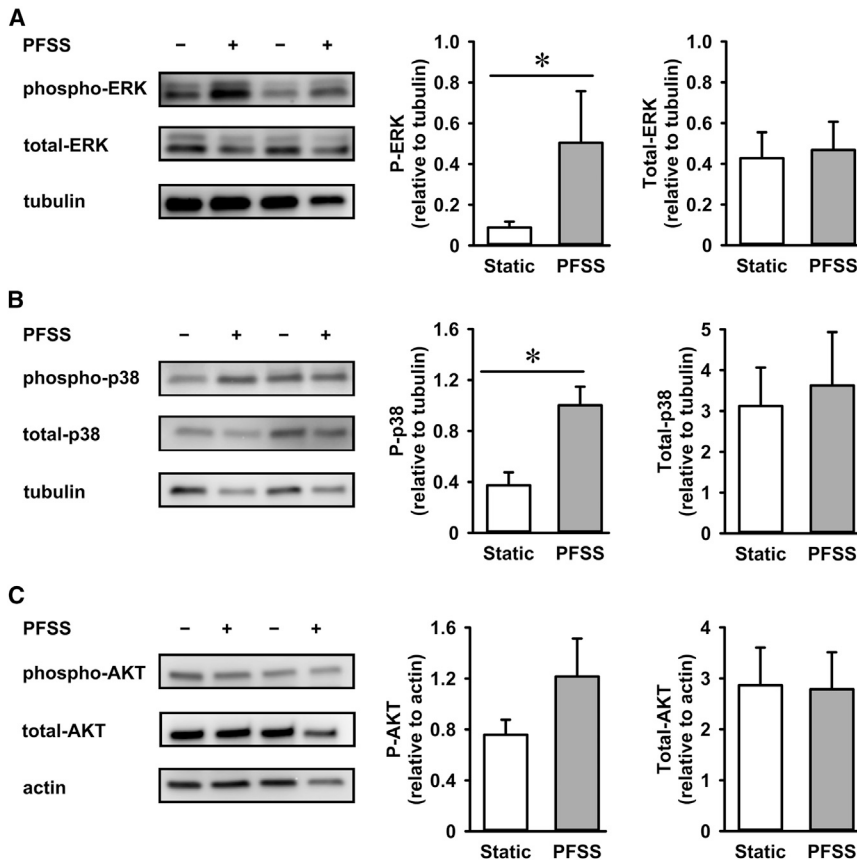 A
PFSS − + − +
phospho-ERK
total-ERK
tubulin
P-ERK
(relative to tubulin)
1.0
0.8
0.6
0.4
0.2
0
*
Static PFSS
Total-ERK
(relative to tubulin)
1.0
0.8
0.6
0.4
0.2
0
Static PFSS
B
PFSS − + − +
phospho-p38
total-p38
tubulin
P-p38
(relative to tubulin)
1.6
1.2
0.8
0.4
0
*
Static PFSS
Total-p38
(relative to tubulin)
5
4
3
2
1
0
Static PFSS
C
PFSS − + − +
phospho-AKT
total-AKT
actin
P-AKT
(relative to actin)
1.6
1.2
0.8
0.4
0
Static PFSS
Total-AKT
(relative to actin)
4
3
2
1
0
Static PFSS